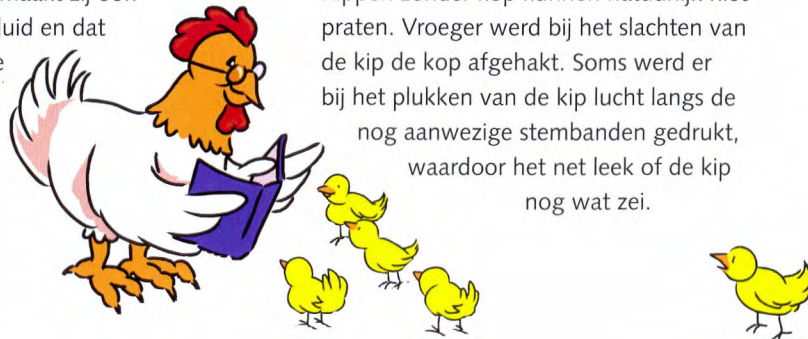 luid en dat
praten. Vroeger werd bij het slachten van
de kip de kop afgehakt. Soms werd er
bij het plukken van de kip lucht langs de
nog aanwezige stembanden gedrukt,
waardoor het net leek of de kip
nog wat zei.